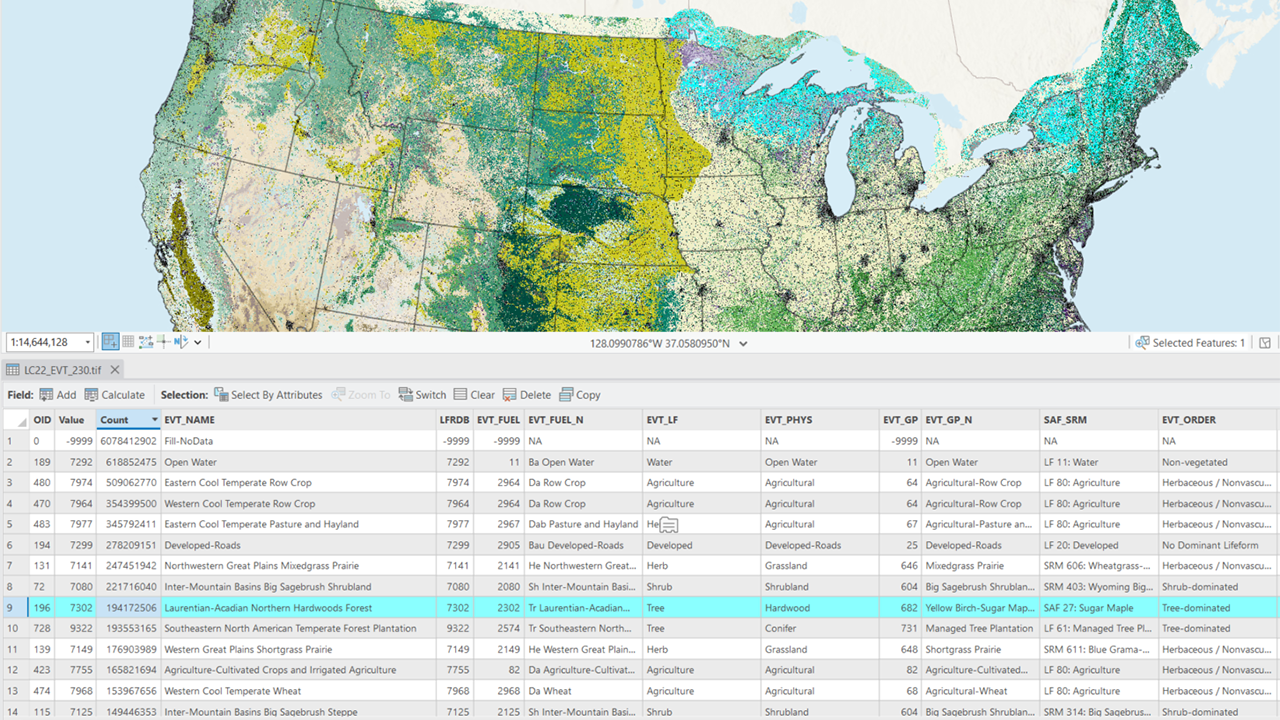 1:14,644,128 128.0990786°W 37.0580950°N Selected Features: 1
LC22_EVT_230.tif
Field: Add Calculate Selection: Select By Attributes Zoom To Switch Clear Delete Copy
OID Value Count EVT_NAME LFRDB EVT_FUEL EVT_FUEL_N EVT_LF EVT_PHYS EVT_GP EVT_GP_N SAF_SRM EVT_ORDER
1 0 -9999 6078412902 Fill-NoData -9999 -9999 NA NA NA -9999 NA NA NA
2 189 7292 618852475 Open Water 7292 11 Ba Open Water Water Open Water 11 Open Water LF 11: Water Non-vegetated
3 480 7974 509062770 Eastern Cool Temperate Row Crop 7974 2964 Da Row Crop Agriculture Agricultural 64 Agricultural-Row Crop LF 80: Agriculture Herbaceous / Nonvascu...
4 470 7964 354399500 Western Cool Temperate Row Crop 7964 2964 Da Row Crop Agriculture Agricultural 64 Agricultural-Row Crop LF 80: Agriculture Herbaceous / Nonvascu...
5 483 7977 345792411 Eastern Cool Temperate Pasture and Hayland 7977 2967 Dab Pasture and Hayland He Agricultural 67 Agricultural-Pasture an... LF 80: Agriculture Herbaceous / Nonvascu...
6 194 7299 278209151 Developed-Roads 7299 2905 Bau Developed-Roads Developed Developed-Roads 25 Developed-Roads LF 20: Developed No Dominant Lifeform
7 131 7141 247451942 Northwestern Great Plains Mixedgrass Prairie 7141 2141 He Northwestern Great... Herb Grassland 646 Mixedgrass Prairie SRM 606: Wheatgrass-... Herbaceous / Nonvascu...
8 72 7080 221716040 Inter-Mountain Basins Big Sagebrush Shrubland 7080 2080 Sh Inter-Mountain Basi... Shrub Shrubland 604 Big Sagebrush Shrublan... SRM 403: Wyoming Big... Shrub-dominated
9 196 7302 194172506 Laurentian-Acadian Northern Hardwoods Forest 7302 2302 Tr Laurentian-Acadian... Tree Hardwood 682 Yellow Birch-Sugar Map... SAF 27: Sugar Maple Tree-dominated
10 728 9322 193553165 Southeastern North American Temperate Forest Plantation 9322 2574 Tr Southeastern North... Tree Conifer 731 Managed Tree Plantation LF 61: Managed Tree Pl... Tree-dominated
11 139 7149 176903989 Western Great Plains Shortgrass Prairie 7149 2149 He Western Great Plain... Herb Grassland 648 Shortgrass Prairie SRM 611: Blue Grama-... Herbaceous / Nonvascu...
12 423 7755 165821694 Agriculture-Cultivated Crops and Irrigated Agriculture 7755 82 Da Agriculture-Cultivat... Agriculture Agricultural 82 Agricultural-Cultivated... LF 80: Agriculture Herbaceous / Nonvascu...
13 474 7968 153967656 Western Cool Temperate Wheat 7968 2968 Da Wheat Agriculture Agricultural 68 Agricultural-Wheat LF 80: Agriculture Herbaceous / Nonvascu...
14 115 7125 149446353 Inter-Mountain Basins Big Sagebrush Steppe 7125 2125 Sh Inter-Mountain Basi... Shrub Shrubland 604 Big Sagebrush Shrublan... SRM 314: Big Sagebrus... Shrub-dominated